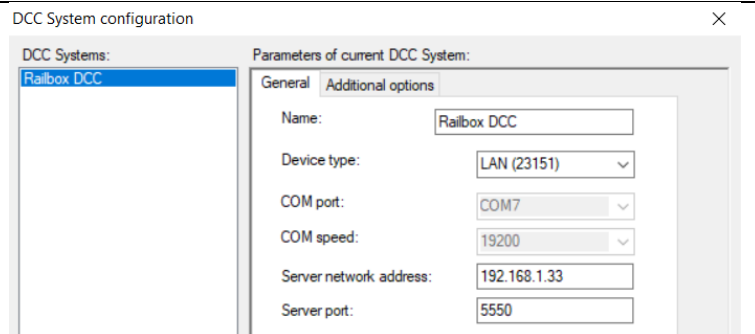 DCC System configuration
DCC Systems:
Railbox DCC
Parameters of current DCC System:
General Additional options
Name: Railbox DCC
Device type: LAN (23151)
COM port: COM7
COM speed: 19200
Server network address: 192.168.1.33
Server port: 5550